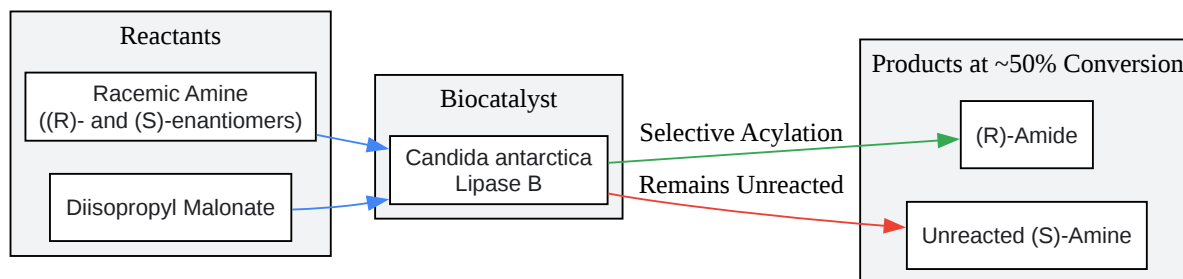 Reactants
Racemic Amine
((R)- and (S)-enantiomers)
Diisopropyl Malonate
Biocatalyst
Candida antarctica
Lipase B
Selective Acylation
Remains Unreacted
Products at ~50% Conversion
(R)-Amide
Unreacted (S)-Amine